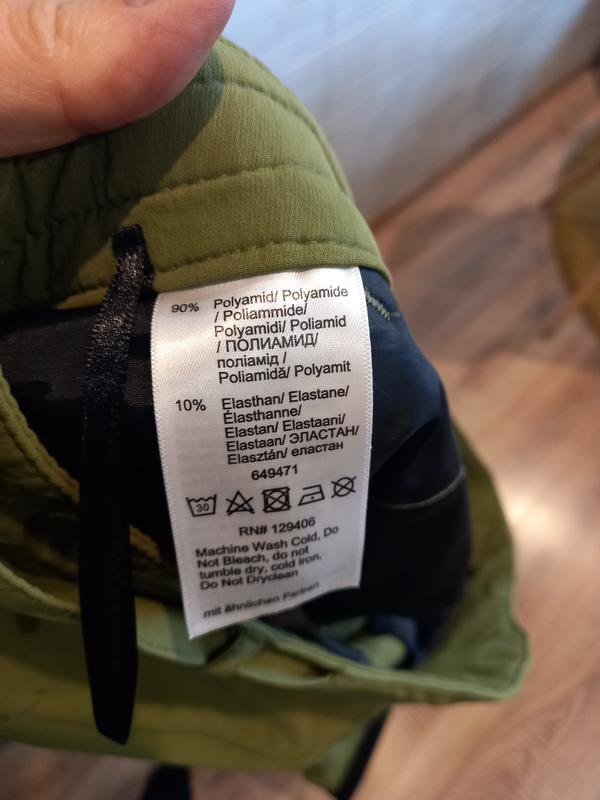 90% Polyamid/ Polyamide
/ Poliammide/
Polyamidi/ Poliamid
/ ПОЛИАМИД/
поліамід /
Poliamidă/ Polyamit
10% Elasthan/ Elastane/
Élasthanne/
Elastan/ Elastaani/
Elastaan/ ЭЛАСТАН/
Elasztán/ еластан
649471
30
RN# 129406
Machine Wash Cold, Do
Not Bleach, do not
tumble dry, cold iron,
Do Not Dryclean
mit ähnlichen Farben